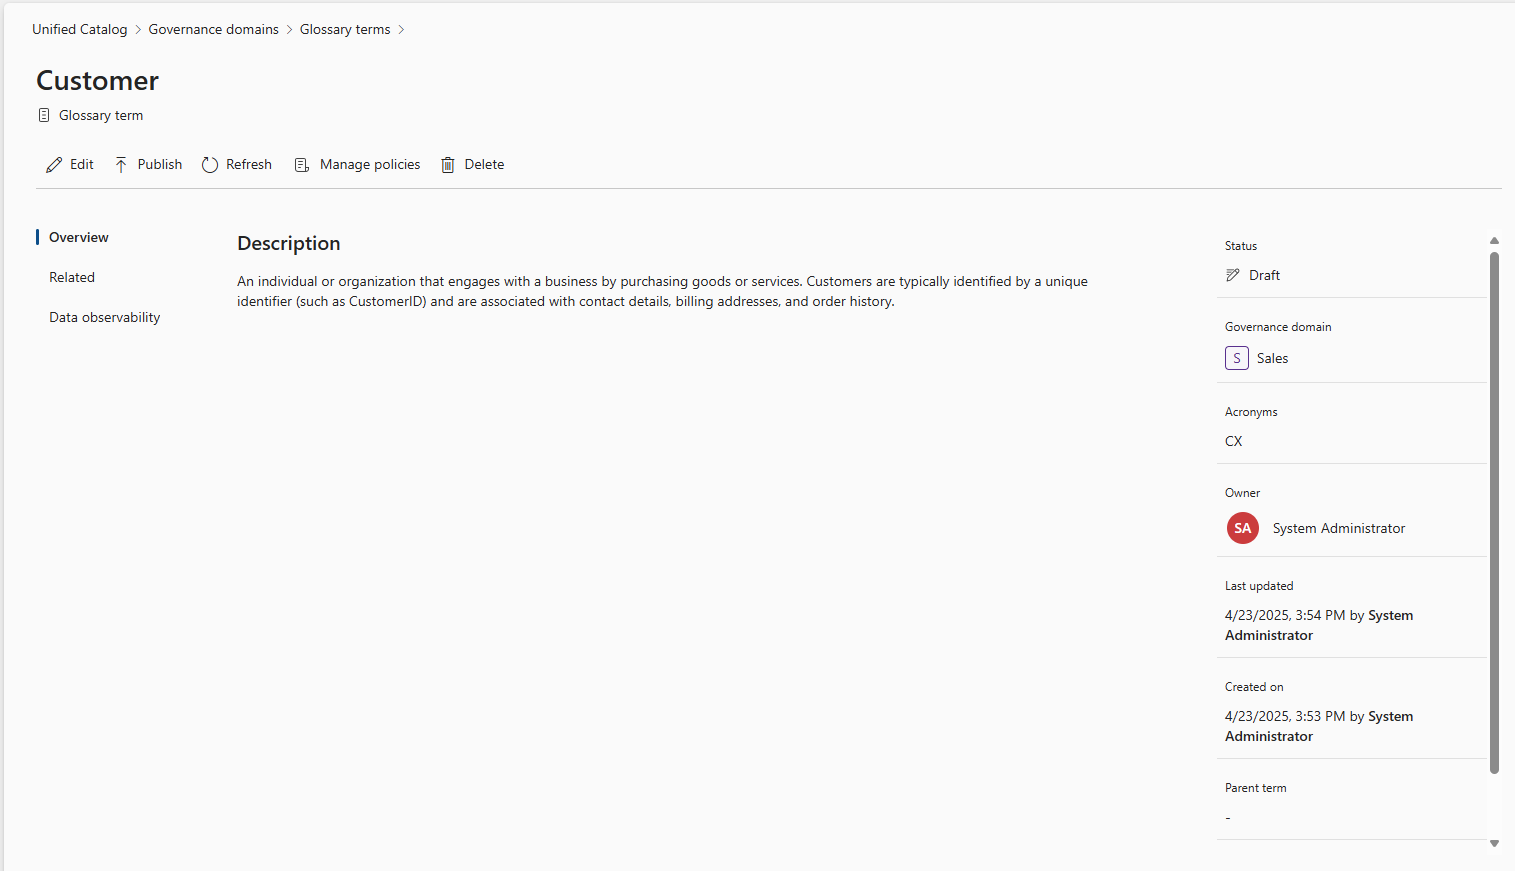 Unified Catalog > Governance domains > Glossary terms >
Customer
Glossary term
Edit Publish Refresh Manage policies Delete
Overview
Related
Data observability
Description
An individual or organization that engages with a business by purchasing goods or services. Customers are typically identified by a unique
identifier (such as CustomerID) and are associated with contact details, billing addresses, and order history.
Status
Draft
Governance domain
S Sales
Acronyms
CX
Owner
SA System Administrator
Last updated
4/23/2025, 3:54 PM by System
Administrator
Created on
4/23/2025, 3:53 PM by System
Administrator
Parent term
-